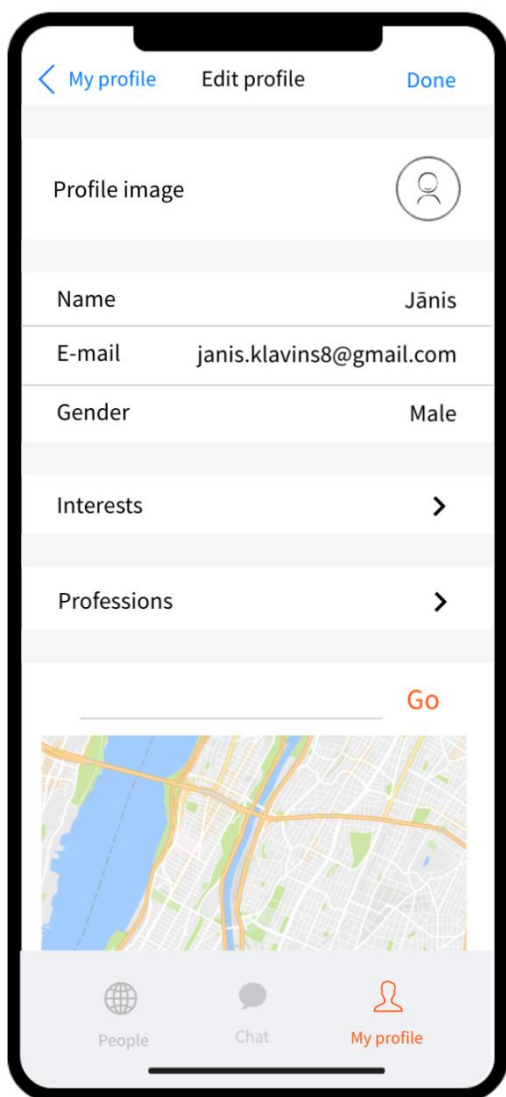 My profile Edit profile Done
Profile image
Name Jānis
E-mail janis.klavins8@gmail.com
Gender Male
Interests
Professions
Go
People Chat My profile